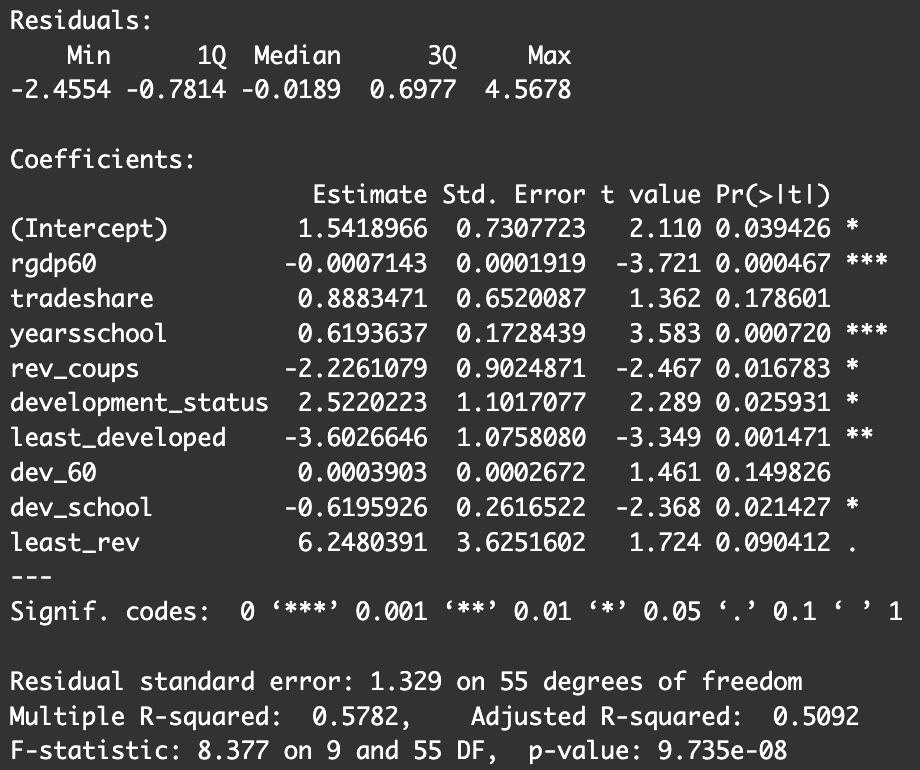 Residuals:
    Min      1Q  Median      3Q     Max
-2.4554 -0.7814 -0.0189  0.6977  4.5678

Coefficients:
                     Estimate Std. Error t value Pr(>|t|)
(Intercept)         1.5418966  0.7307723   2.110 0.039426 *
rgdp60             -0.0007143  0.0001919  -3.721 0.000467 ***
tradeshare          0.8883471  0.6520087   1.362 0.178601
yearsschool         0.6193637  0.1728439   3.583 0.000720 ***
rev_coups          -2.2261079  0.9024871  -2.467 0.016783 *
development_status  2.5220223  1.1017077   2.289 0.025931 *
least_developed    -3.6026646  1.0758080  -3.349 0.001471 **
dev_60              0.0003903  0.0002672   1.461 0.149826
dev_school         -0.6195926  0.2616522  -2.368 0.021427 *
least_rev           6.2480391  3.6251602   1.724 0.090412 .
---
Signif. codes:  0 ‘***’ 0.001 ‘**’ 0.01 ‘*’ 0.05 ‘.’ 0.1 ‘ ’ 1

Residual standard error: 1.329 on 55 degrees of freedom
Multiple R-squared:  0.5782,    Adjusted R-squared:  0.5092
F-statistic: 8.377 on 9 and 55 DF,  p-value: 9.735e-08